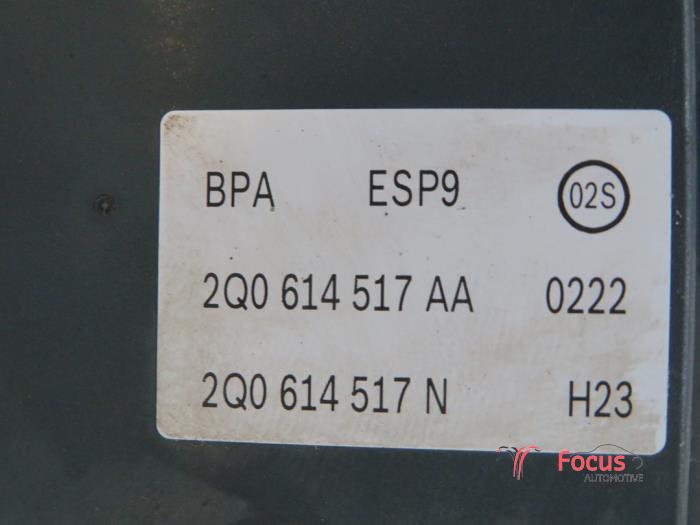 BPA ESP9 02S
2Q0 614 517 AA 0222
2Q0 614 517 N H23
Focus
AUTOMOTIVE